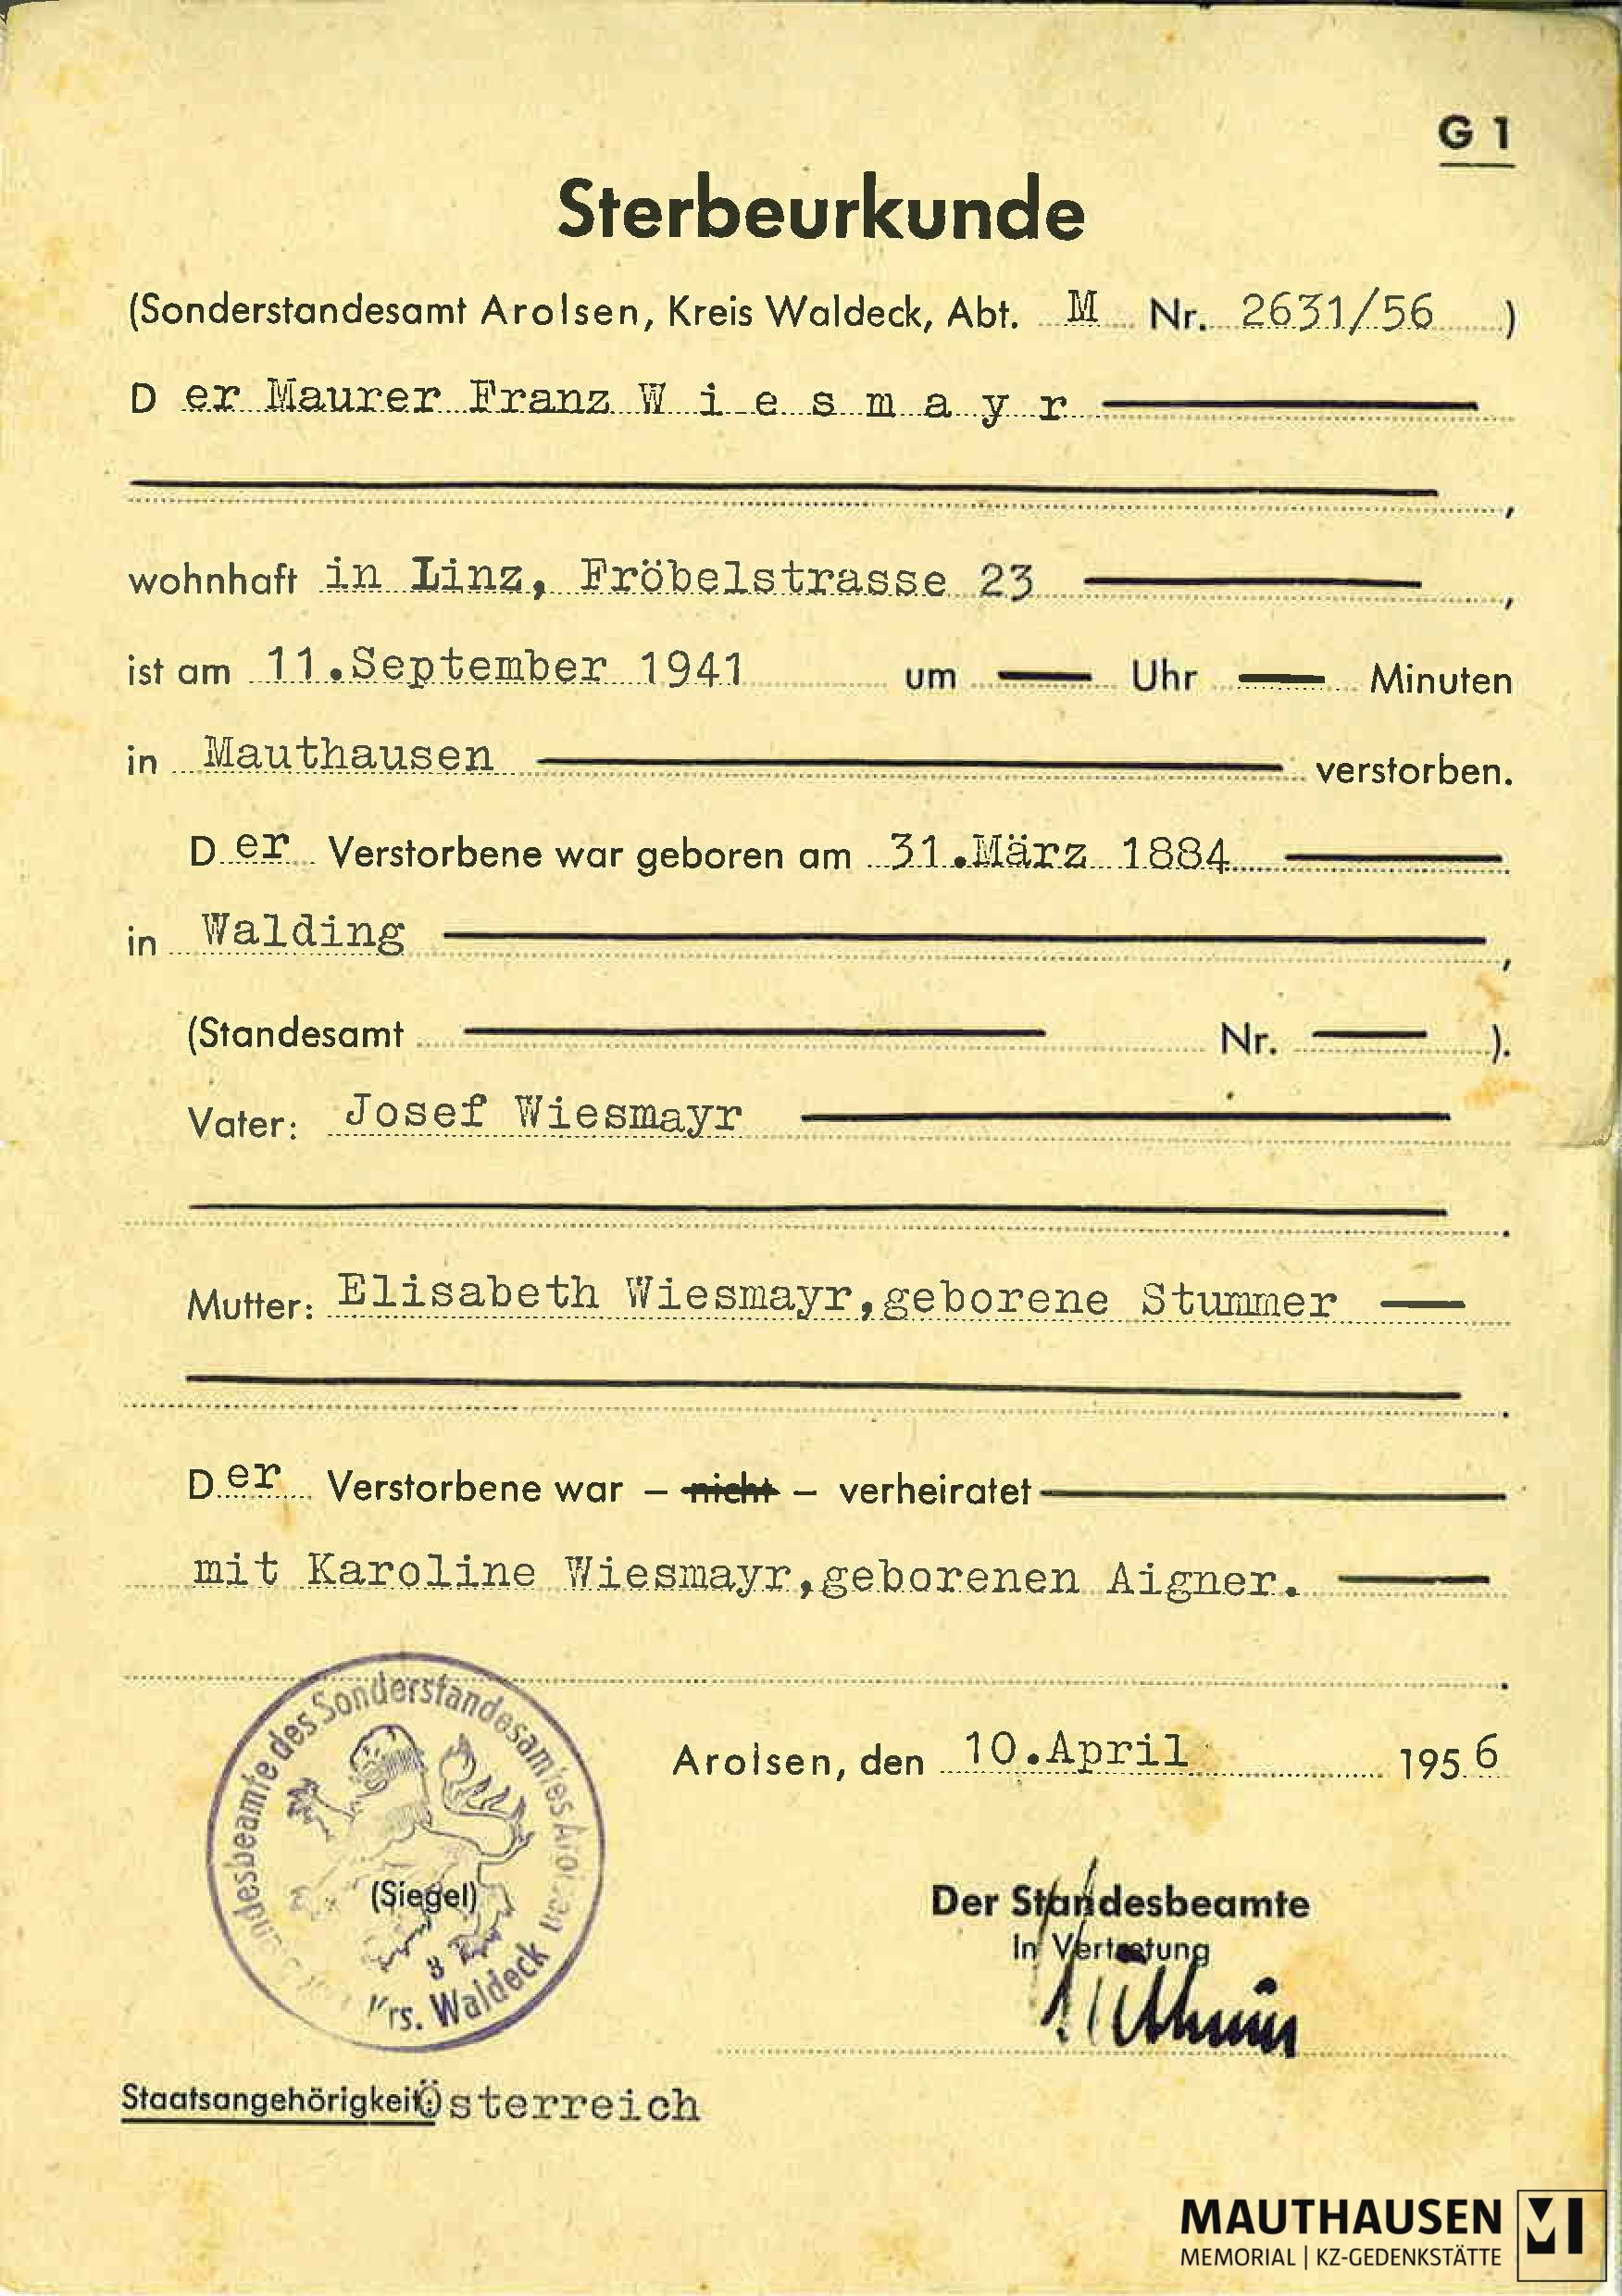 G 1
Sterbeurkunde
(Sonderstandesamt Arolsen, Kreis Waldeck, Abt. M Nr. 2631/56 )
D er Maurer Franz W i e s m a y r
,
wohnhaft in Linz, Fröbelstrasse 23 ,
ist am 11.September 1941 um — Uhr — Minuten
in Mauthausen verstorben.
D er Verstorbene war geboren am 31.März 1884
in Walding ,
(Standesamt — Nr. — ).
Vater: Josef Wiesmayr
.
Mutter: Elisabeth Wiesmayr,geborene Stummer —
.
D er Verstorbene war – nicht – verheiratet
mit Karoline Wiesmayr,geborenen Aigner. —
.
desbeamte des Sonderstandesamtes Arolsen
(Siegel)
8
Krs. Waldeck
Arolsen, den 10.April 1956
Der Standesbeamte
In Vertretung
Staatsangehörigkeit: Österreich
MAUTHAUSEN
MEMORIAL | KZ-GEDENKSTÄTTE